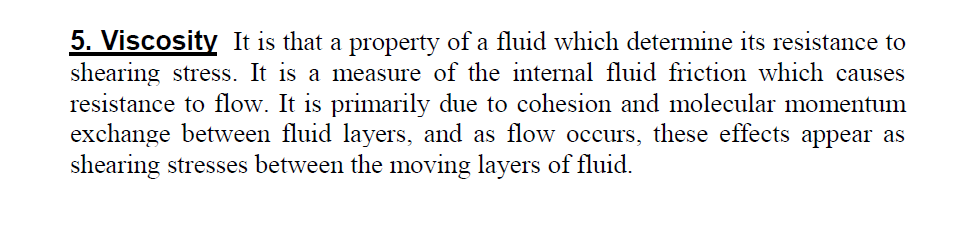 5. Viscosity It is that a property of a fluid which determine its resistance to
shearing stress. It is a measure of the internal fluid friction which causes
resistance to flow. It is primarily due to cohesion and molecular momentum
exchange between fluid layers, and as flow occurs, these effects appear as
shearing stresses between the moving layers of fluid.